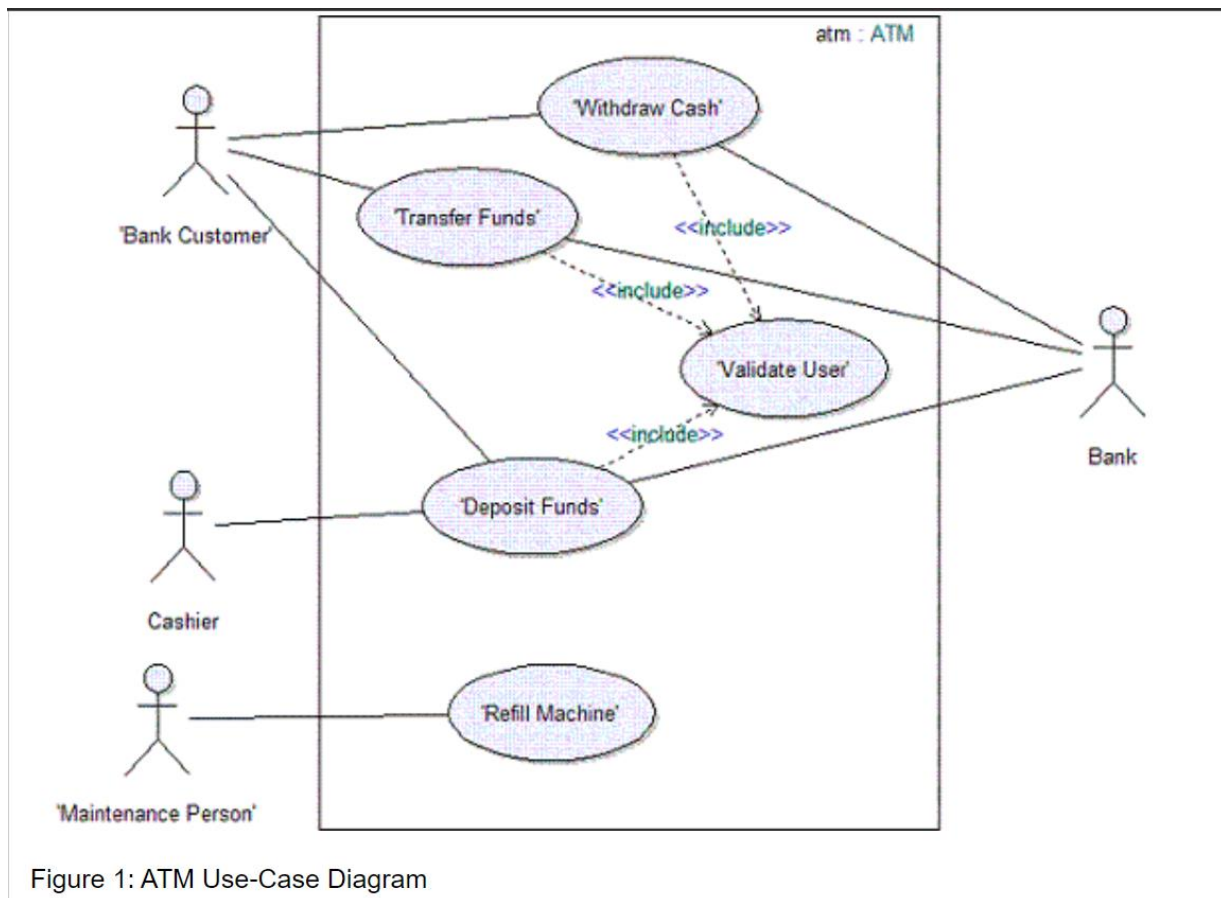 atm : ATM
'Withdraw Cash'
'Transfer Funds'
<<include>>
'Bank Customer'
<<include>>
'Validate User'
<<include>>
Bank
'Deposit Funds'
Cashier
'Refill Machine'
'Maintenance Person'
Figure 1: ATM Use-Case Diagram